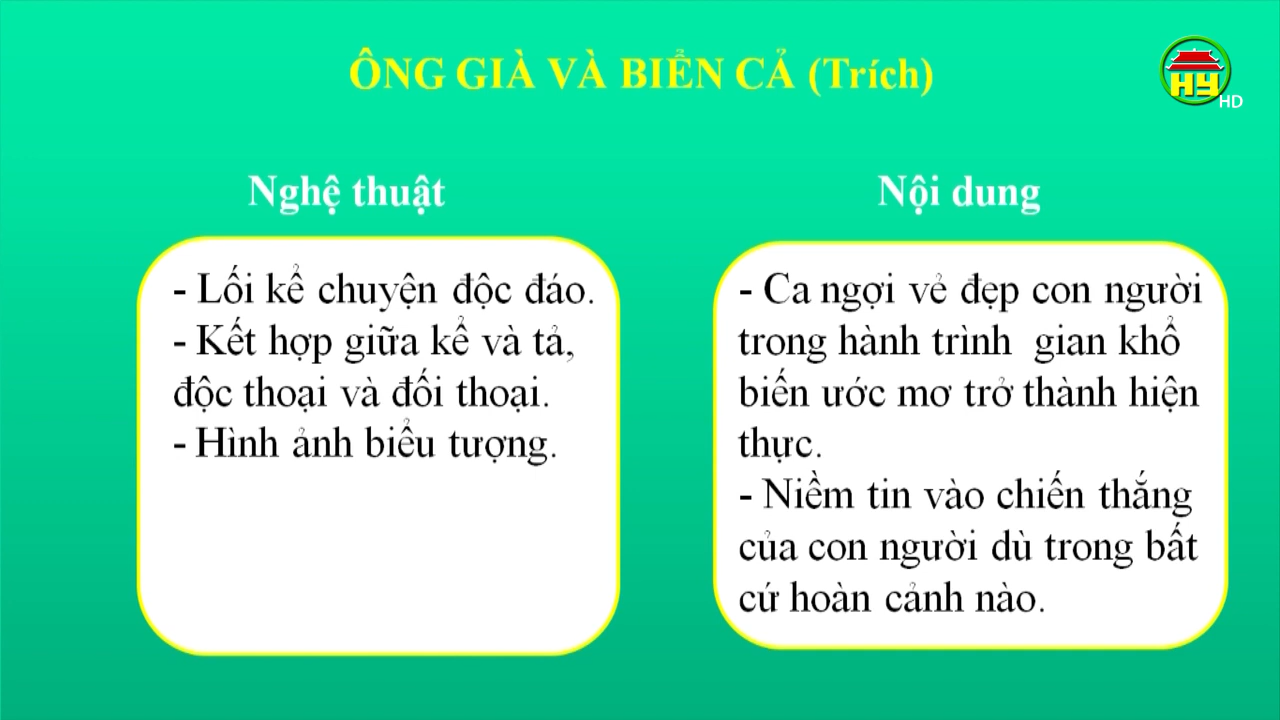 ÔNG GIÀ VÀ BIỂN CẢ (Trích)
HY
HD
Nghệ thuật
- Lối kể chuyện độc đáo.
- Kết hợp giữa kể và tả,
độc thoại và đối thoại.
- Hình ảnh biểu tượng.
Nội dung
- Ca ngợi vẻ đẹp con người
trong hành trình gian khổ
biến ước mơ trở thành hiện
thực.
- Niềm tin vào chiến thắng
của con người dù trong bất
cứ hoàn cảnh nào.